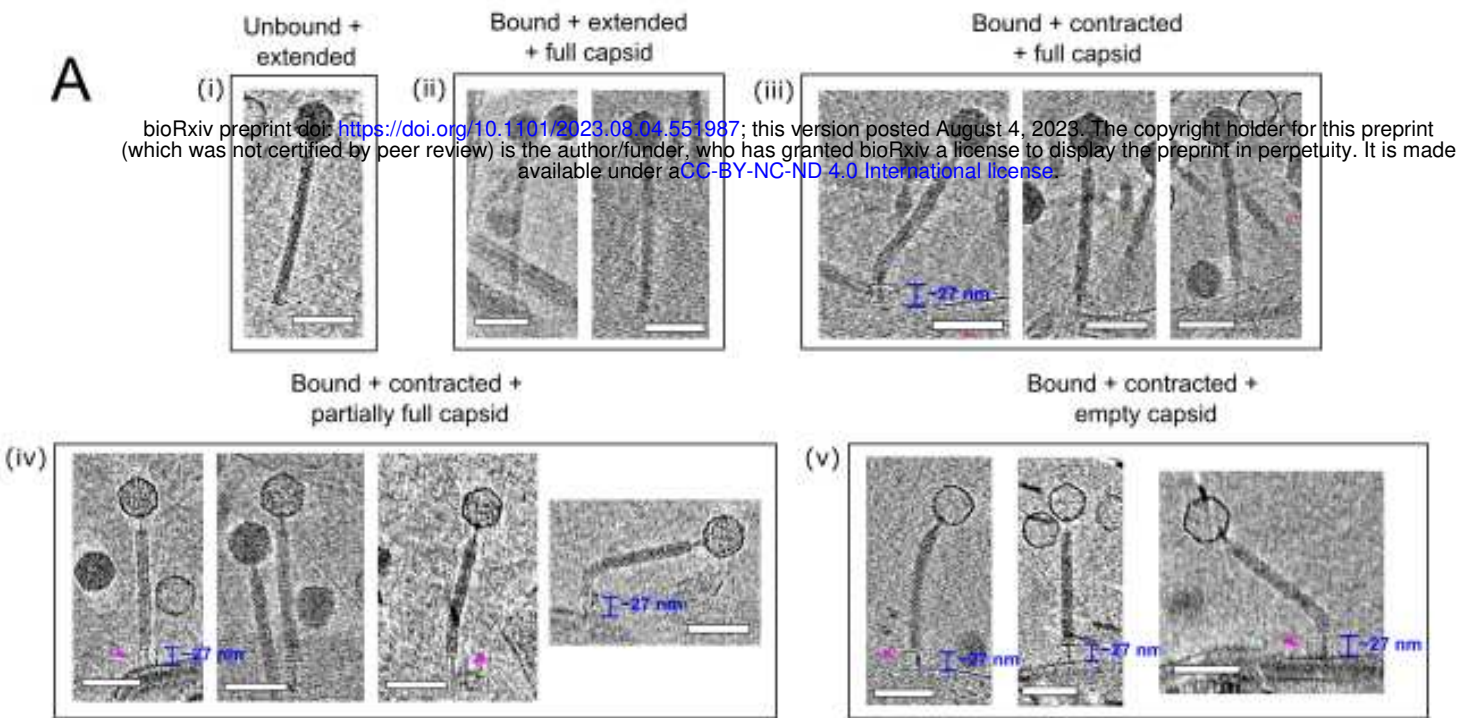 A
Unbound +
extended
Bound + extended
+ full capsid
Bound + contracted
+ full capsid
(i)
(ii)
(iii)
bioRxiv preprint doi: https://doi.org/10.1101/2023.08.04.551987; this version posted August 4, 2023. The copyright holder for this preprint
(which was not certified by peer review) is the author/funder, who has granted bioRxiv a license to display the preprint in perpetuity. It is made
available under aCC-BY-NC-ND 4.0 International license.
~27 nm
Bound + contracted +
partially full capsid
Bound + contracted +
empty capsid
(iv)
(v)
~27 nm
~27 nm
~27 nm
~27 nm
~27 nm